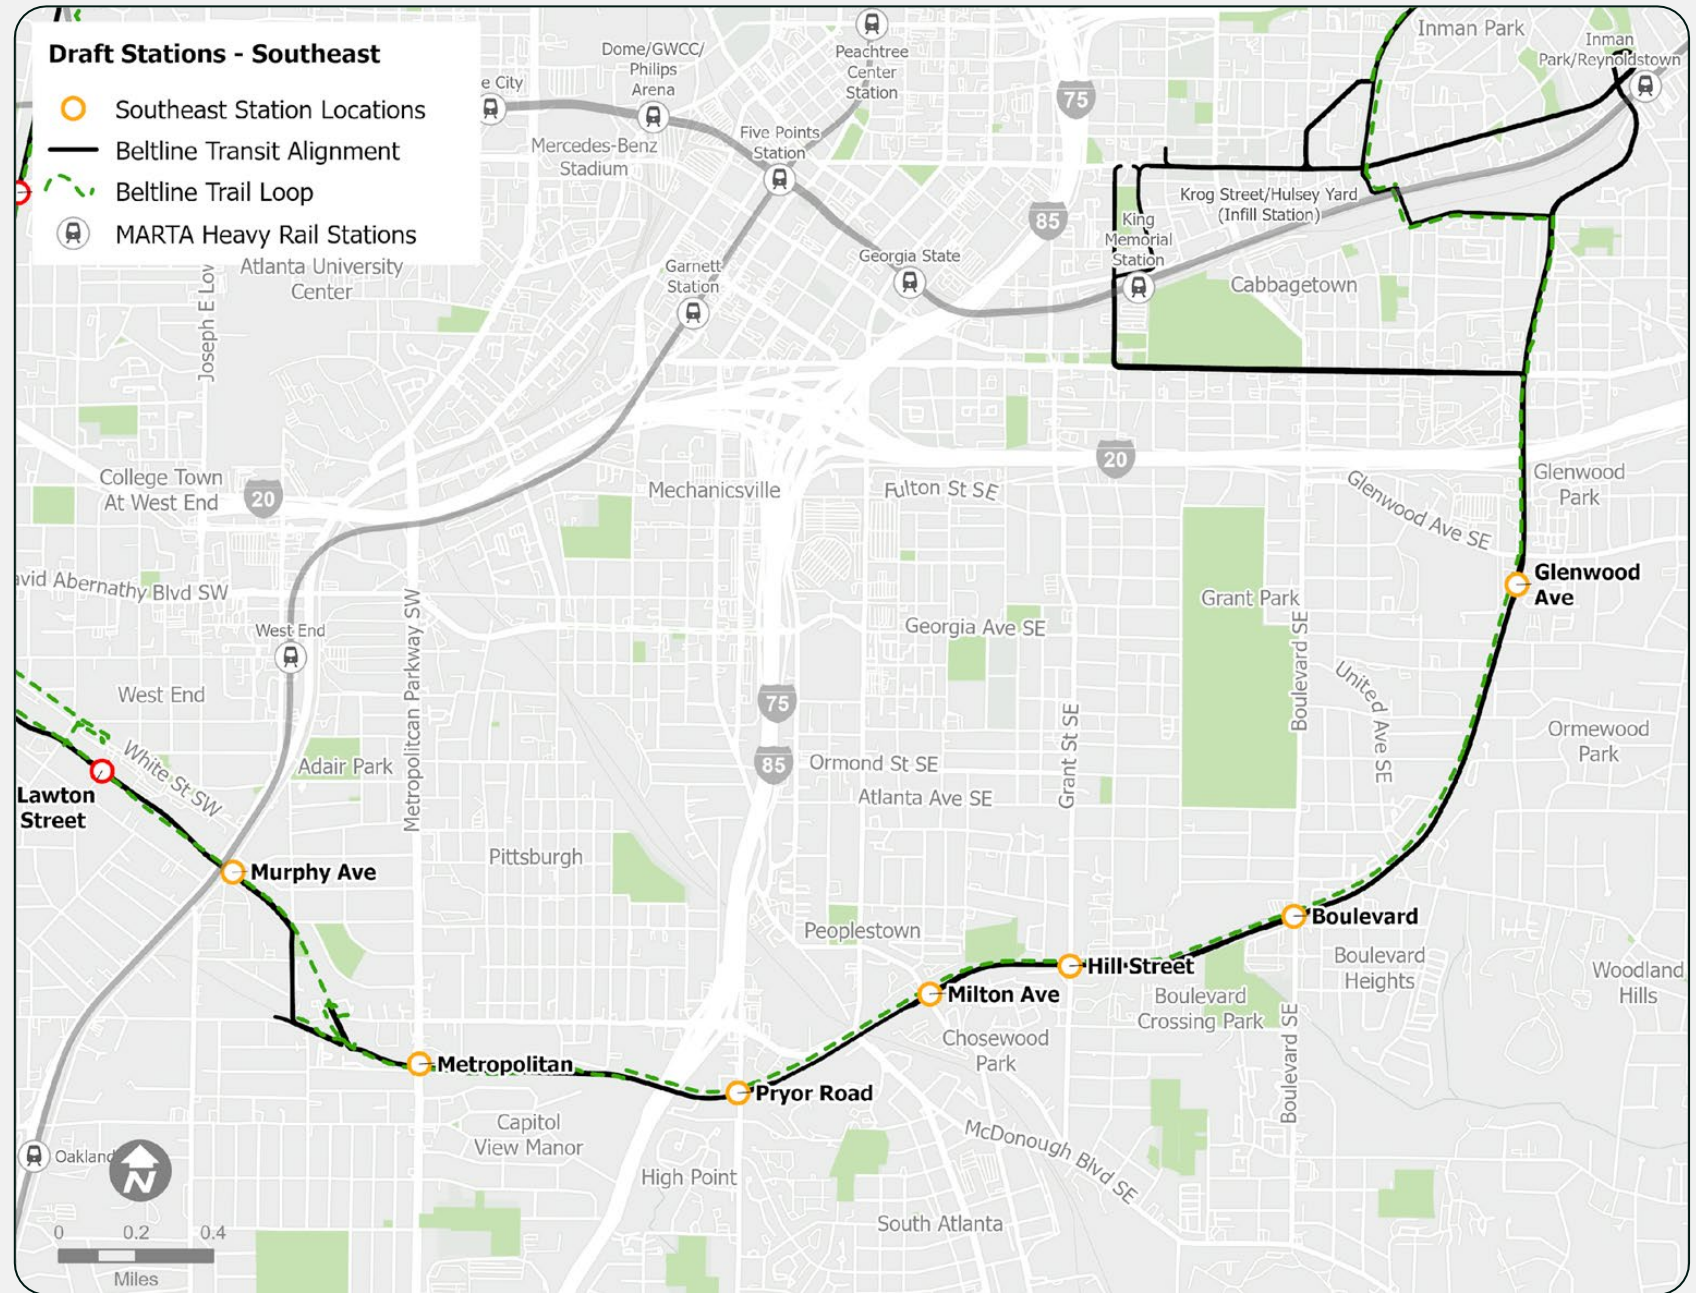 Draft Stations - Southeast
Southeast Station Locations
Beltline Transit Alignment
Beltline Trail Loop
MARTA Heavy Rail Stations
e City
Dome/GWCC/
Philips
Arena
Peachtree
Center
Station
75
Inman Park
Inman
Park/Reynoldstown
Mercedes-Benz
Stadium
Five Points
Station
85
Krog Street/Hulsey Yard
(Infill Station)
King
Memorial
Station
Joseph E Low
Atlanta University
Center
Garnett
Station
Georgia State
Cabbagetown
College Town
At West End
20
Mechanicsville
Fulton St SE
20
Glenwood Ave SE
Glenwood
Park
avid Abernathy Blvd SW
Metropolitcan Parkway SW
West End
West End
Georgia Ave SE
Grant Park
Boulevard SE
Glenwood
Ave
United Ave SE
Ormewood
Park
75
85
Grant St SE
Ormond St SE
Atlanta Ave SE
White St SW
Adair Park
Lawton
Street
Murphy Ave
Pittsburgh
Peoplestown
Boulevard
Hill Street
Boulevard
Heights
Milton Ave
Boulevard
Crossing Park
Woodland
Hills
Chosewood
Park
Boulevard SE
Metropolitan
Pryor Road
Capitol
View Manor
McDonough Blvd SE
High Point
South Atlanta
Oakland
N
0 0.2 0.4
Miles